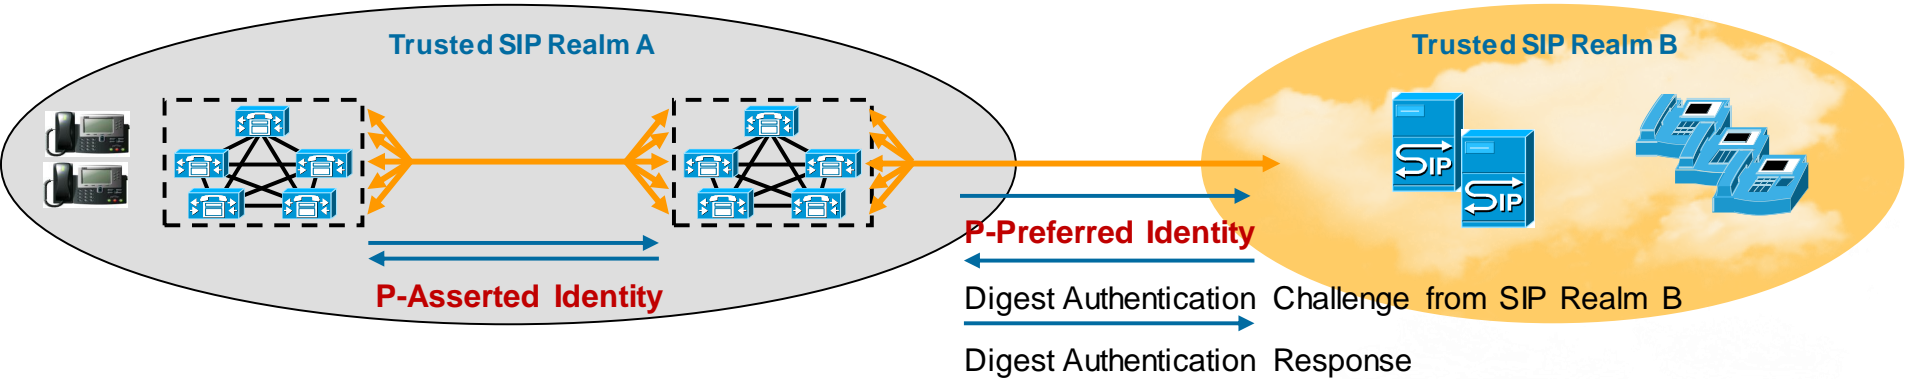 Trusted SIP Realm A
Trusted SIP Realm B
SIP
SIP
P-Preferred Identity
P-Asserted Identity
Digest Authentication Challenge from SIP Realm B
Digest Authentication Response